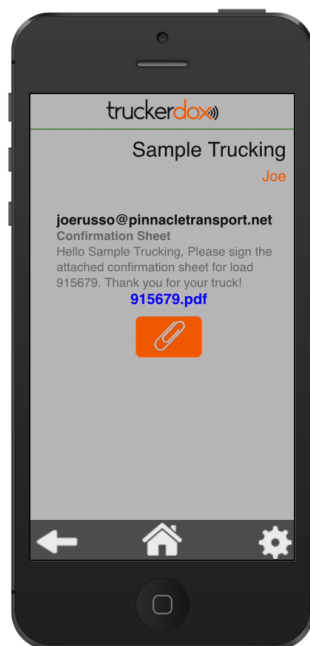 truckerdox
Sample Trucking
Joe
joerusso@pinnacletransport.net
Confirmation Sheet
Hello Sample Trucking, Please sign the
attached confirmation sheet for load
915679. Thank you for your truck!
915679.pdf